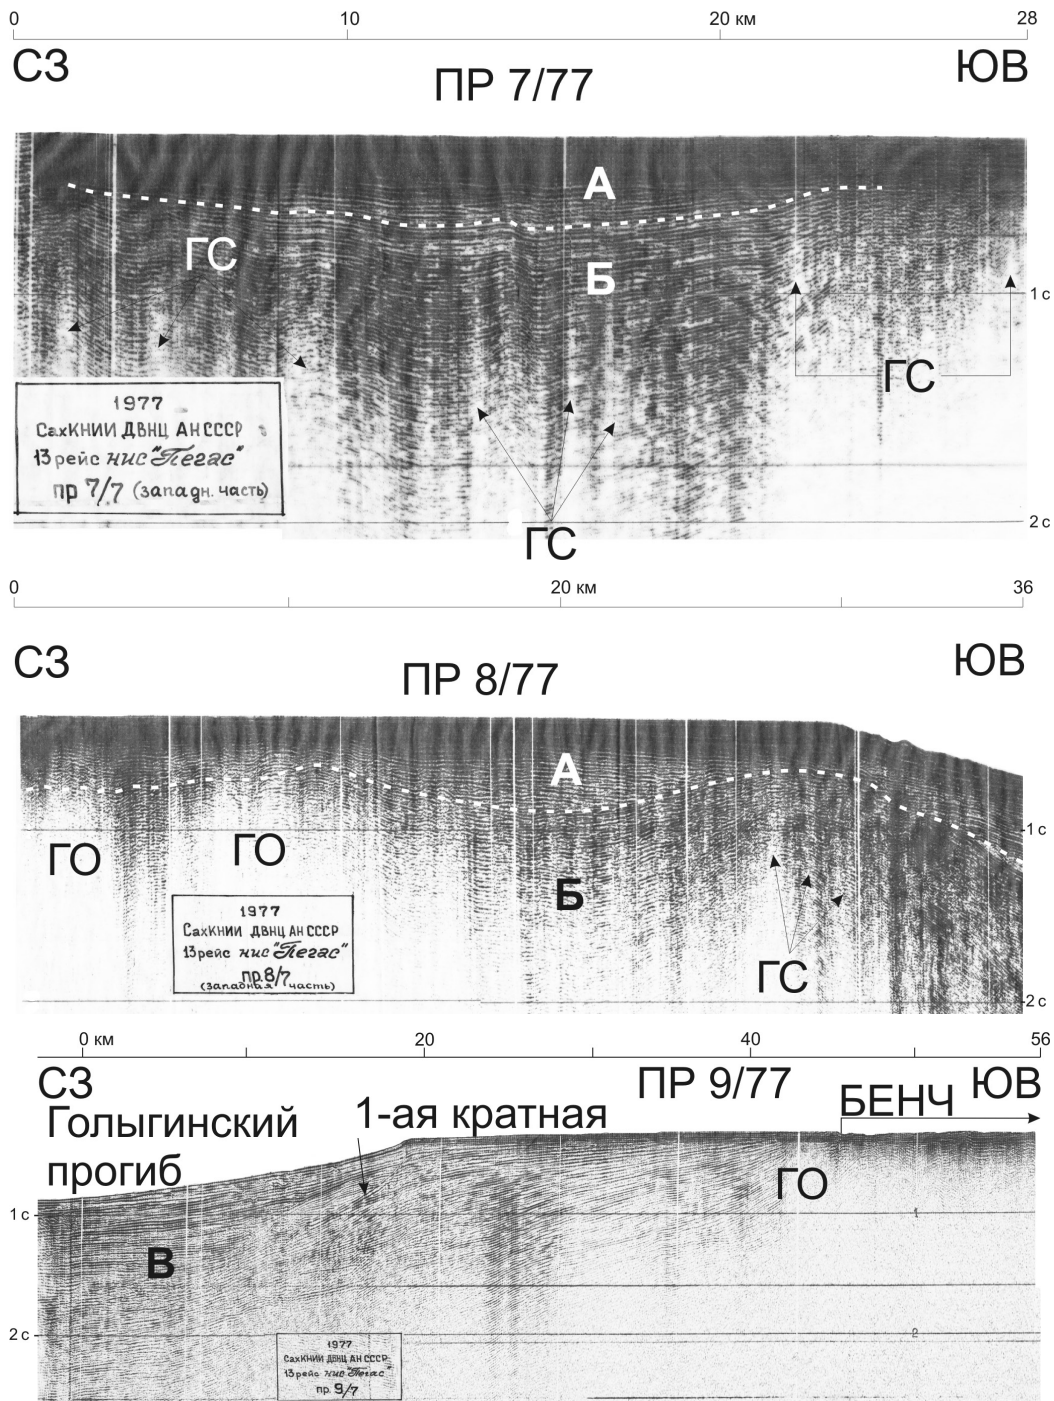 0 10 20 км 28
СЗ ЮВ
ПР 7/77
А
ГС
Б
1 с
ГС
1977
СахКНИИ ДВНЦ АН СССР
13 рейс нис "Пегас"
пр 7/7 (западн. часть)
2 с
ГС
0 20 км 36
СЗ ЮВ
ПР 8/77
А
1 с
ГО ГО
Б
1977
СахКНИИ ДВНЦ АН СССР
13 рейс нис "Пегас"
пр. 8/7
(Западная часть)
ГС
2 с
0 км 20 40 56
СЗ ПР 9/77 ЮВ
Голыгинский
прогиб
1-ая кратная
БЕНЧ
ГО
1 с 1
В
2 с 2
1977
СахКНИИ ДВНЦ АН СССР
13 рейс нис "Пегас"
пр. 9/7